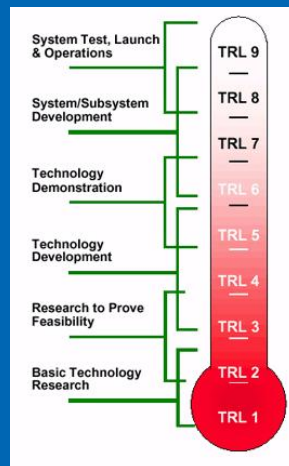 System Test, Launch
& Operations
System/Subsystem
Development
Technology
Demonstration
Technology
Development
Research to Prove
Feasibility
Basic Technology
Research
TRL 9
TRL 8
TRL 7
TRL 6
TRL 5
TRL 4
TRL 3
TRL 2
TRL 1